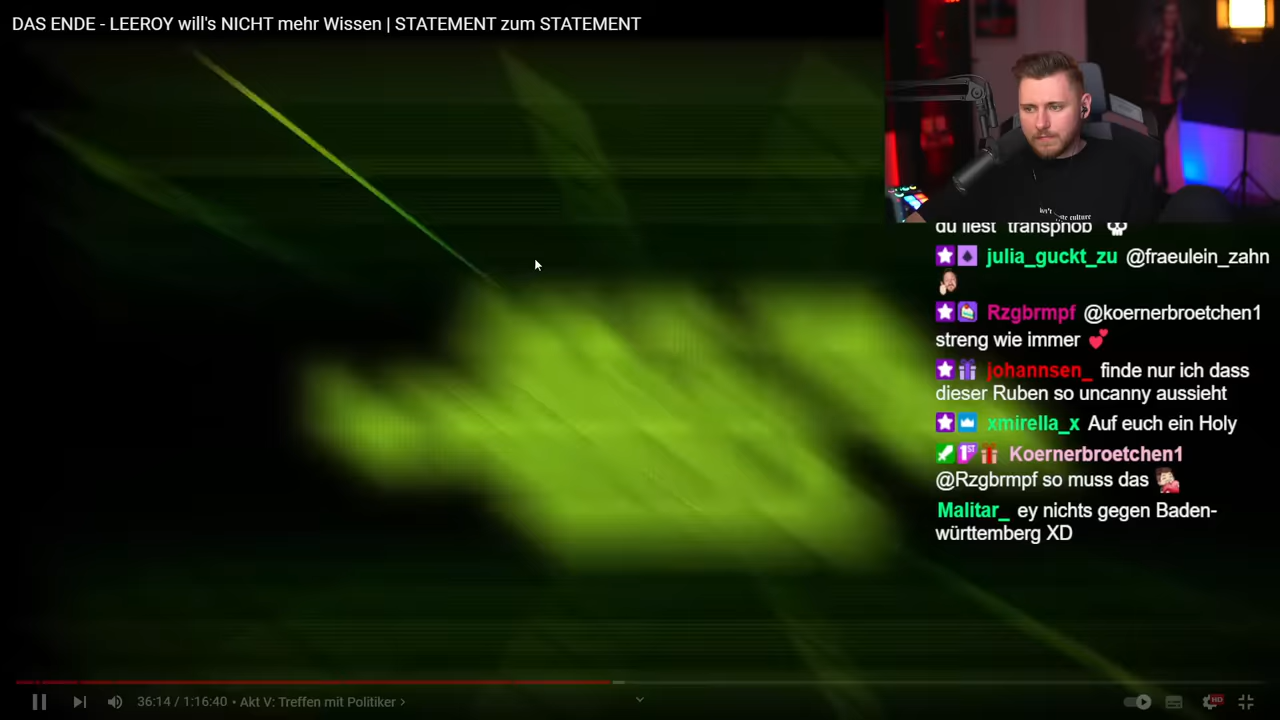 DAS ENDE - LEEROY will's NICHT mehr Wissen | STATEMENT zum STATEMENT
du liest transphob
julia_guckt_zu @fraeulein_zahn
Rzgbrmpf @koernerbroetchen1
streng wie immer
johannsen_ finde nur ich dass
dieser Ruben so uncanny aussieht
xmirella_x Auf euch ein Holy
1ST Koernerbroetchen1
@Rzgbrmpf so muss das
Malitar_ ey nichts gegen Baden-
württemberg XD
36:14 / 1:16:40 • Akt V: Treffen mit Politiker ›
HD